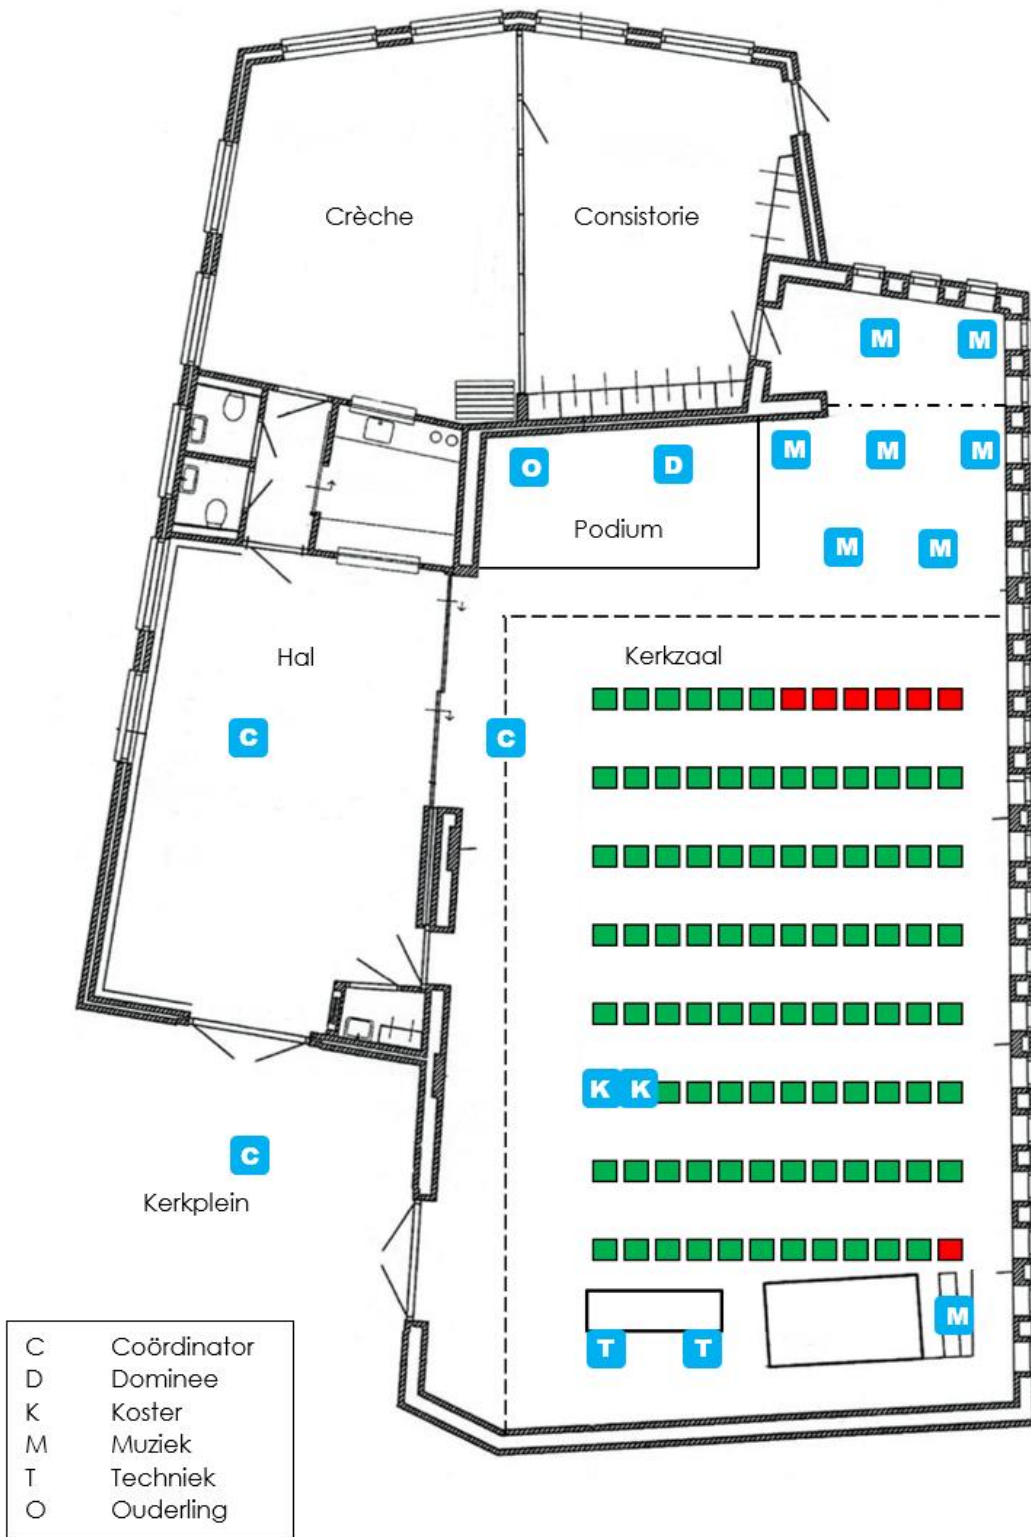 Crèche
Consistorie
M M
M M M
O D
Podium
M M
Hal
Kerkzaal
C C
K K
C
Kerkplein
M
T T
C Coördinator
D Dominee
K Koster
M Muziek
T Techniek
O Ouderling